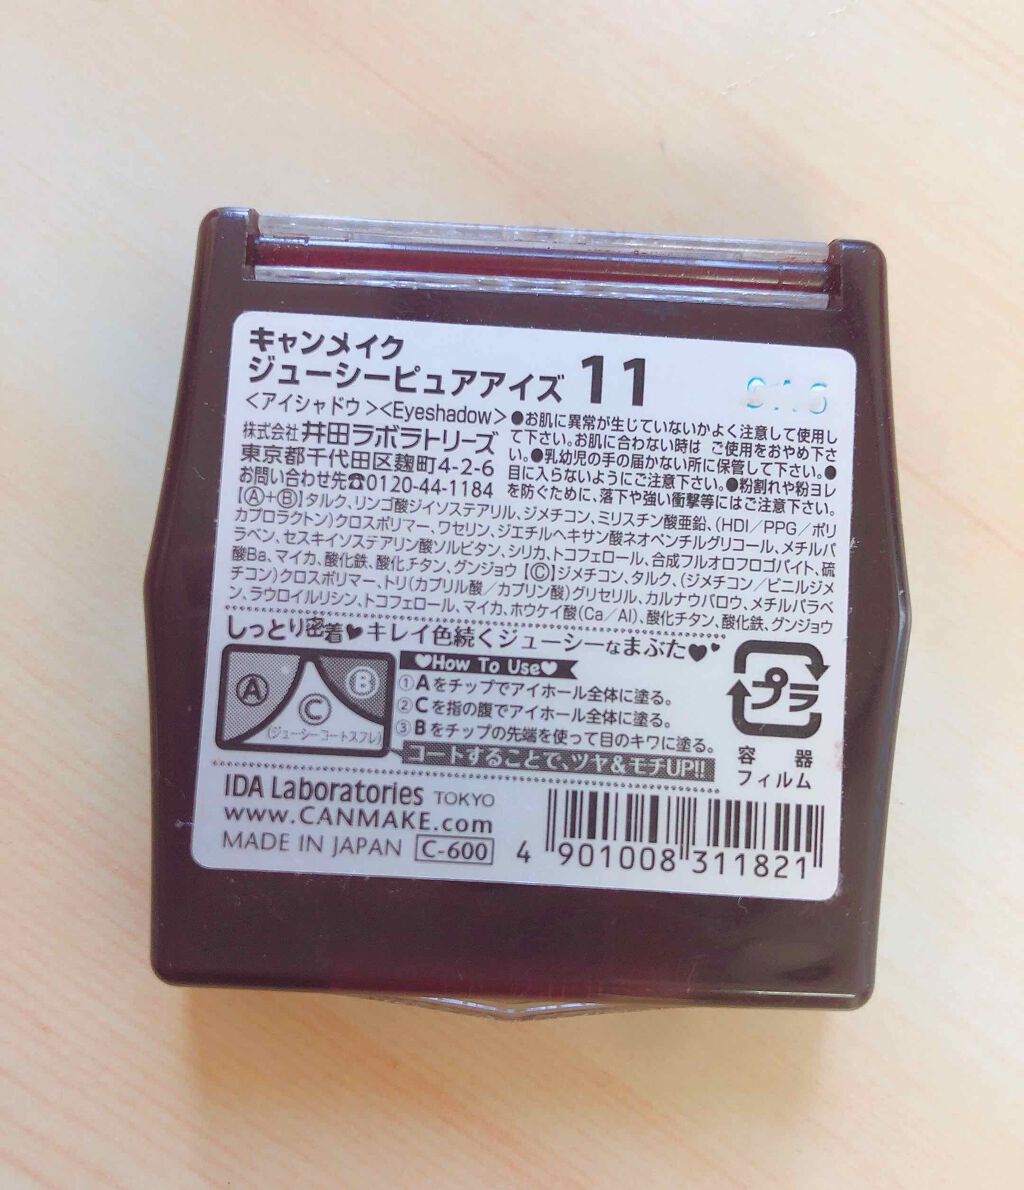 キャンメイク
ジューシーピュアアイズ 11
<アイシャドウ><Eyeshadow>
株式会社 井田ラボラトリーズ
東京都千代田区麹町4-2-6
お問い合わせ先☎0120-44-1184
●お肌に異常が生じていないかよく注意して使用し
て下さい。お肌に合わない時は ご使用をおやめ下さ
い。●乳幼児の手の届かない所に保管して下さい。●
目に入らないようにご注意下さい。●粉割れや粉ヨレ
を防ぐために、落下や強い衝撃等にはご注意下さい。
【Ⓐ+Ⓑ】タルク、リンゴ酸ジイソステアリル、ジメチコン、ミリスチン酸亜鉛、(HDI/PPG/ポリ
カプロラクトン)クロスポリマー、ワセリン、ジエチルヘキサン酸ネオペンチルグリコール、メチルパ
ラベン、セスキイソステアリン酸ソルビタン、シリカ、トコフェロール、合成フルオロフロゴパイト、硫
酸Ba、マイカ、酸化鉄、酸化チタン、グンジョウ【Ⓒ】ジメチコン、タルク、(ジメチコン/ビニルジメ
チコン)クロスポリマー、トリ(カプリル酸/カプリン酸)グリセリル、カルナウバロウ、メチルパラベ
ン、ラウロイルリシン、トコフェロール、マイカ、ホウケイ酸(Ca/Al)、酸化チタン、酸化鉄、グンジョウ
しっとり密着♥キレイ色続くジューシーなまぶた♥♥
Ⓐ Ⓑ
Ⓒ
(ジューシーコートスフレ)
♥How To Use♥
①Aをチップでアイホール全体に塗る。
②Cを指の腹でアイホール全体に塗る。
③Bをチップの先端を使って目のキワに塗る。
コートすることで、ツヤ&モチUP!!
プラ
容器
フィルム
IDA Laboratories TOKYO
www.CANMAKE.com
MADE IN JAPAN C-600
4 901008 311821